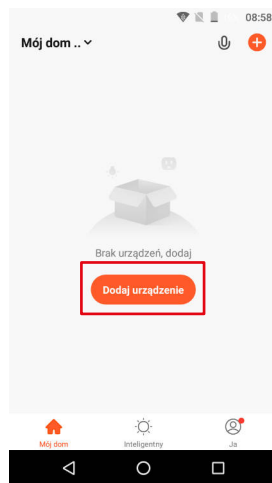 08:58
Mój dom ..
Brak urządzeń, dodaj
Dodaj urządzenie
Mój dom
Inteligentny
Ja